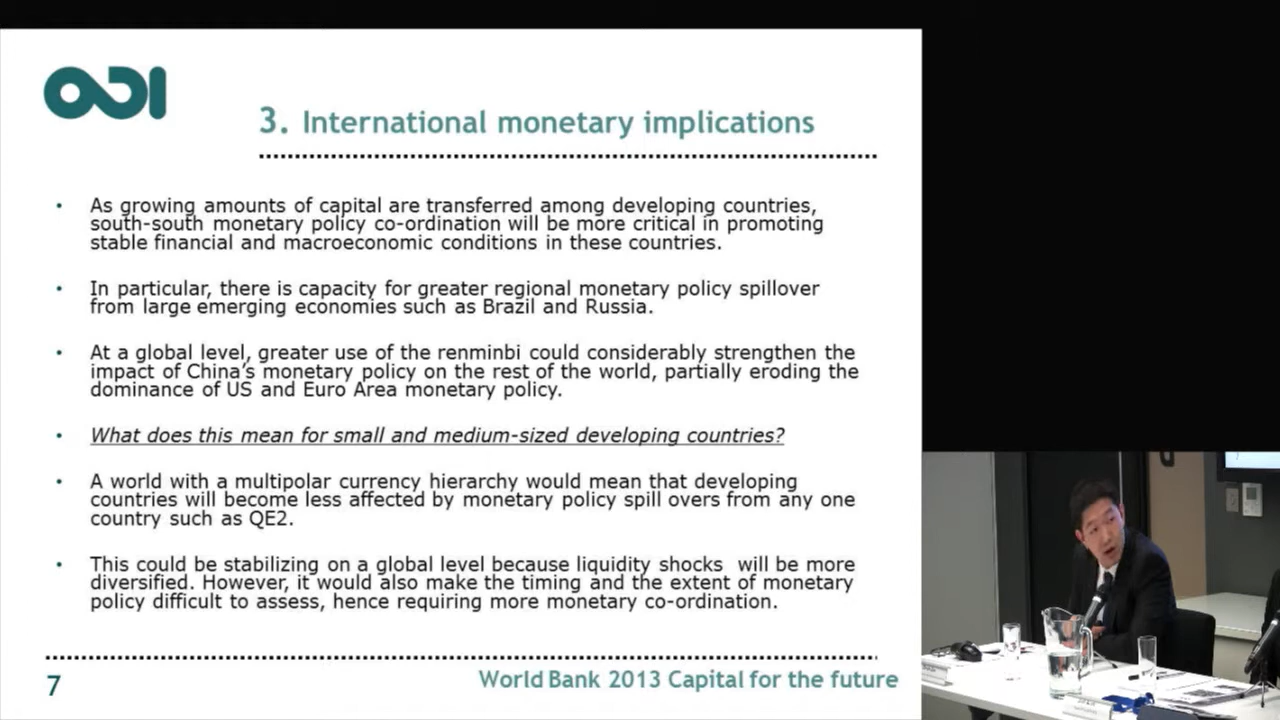 ODI
3. International monetary implications
• As growing amounts of capital are transferred among developing countries,
south-south monetary policy co-ordination will be more critical in promoting
stable financial and macroeconomic conditions in these countries.
• In particular, there is capacity for greater regional monetary policy spillover
from large emerging economies such as Brazil and Russia.
• At a global level, greater use of the renminbi could considerably strengthen the
impact of China’s monetary policy on the rest of the world, partially eroding the
dominance of US and Euro Area monetary policy.
• What does this mean for small and medium-sized developing countries?
• A world with a multipolar currency hierarchy would mean that developing
countries will become less affected by monetary policy spill overs from any one
country such as QE2.
• This could be stabilizing on a global level because liquidity shocks  will be more
diversified. However, it would also make the timing and the extent of monetary
policy difficult to assess, hence requiring more monetary co-ordination.
7
World Bank 2013 Capital for the future